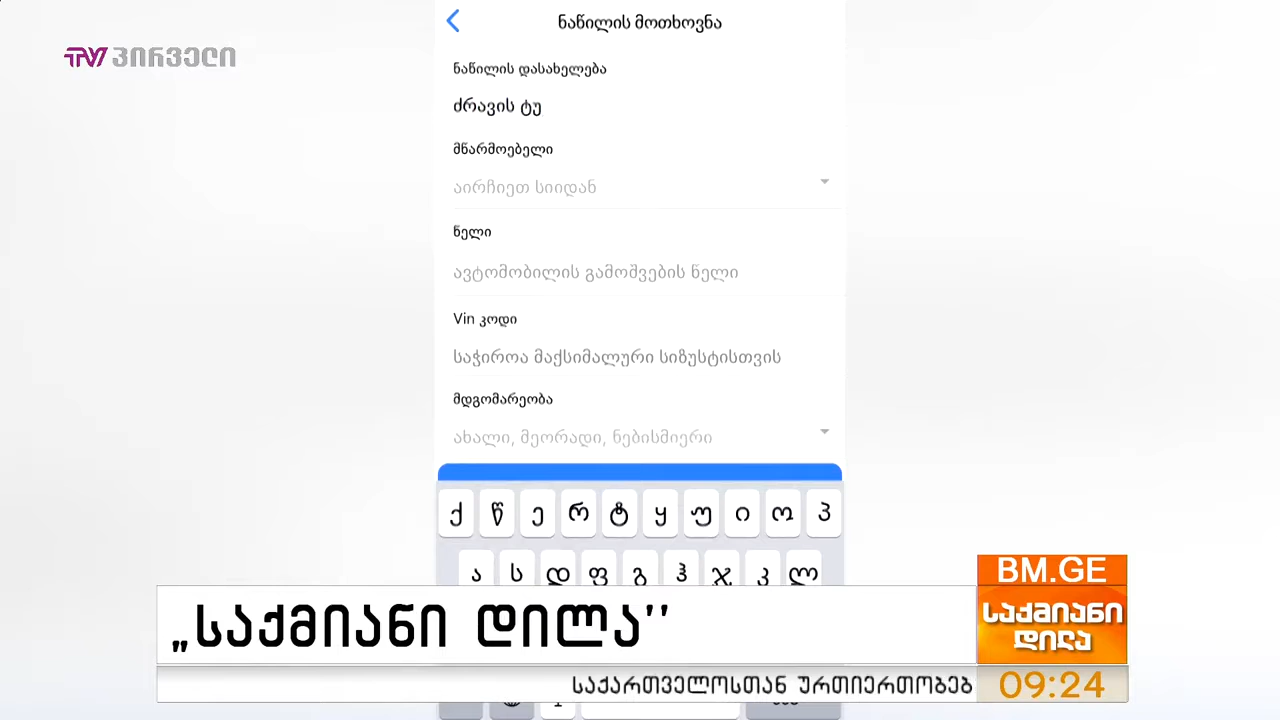 ნაწილის მოთხოვნა
TV პირველი
ნაწილის დასახელება
ძრავის ტუ
მწარმოებელი
აირჩიეთ სიიდან
წელი
ავტომობილის გამოშვების წელი
Vin კოდი
საჭიროა მაქსიმალური სიზუსტისთვის
მდგომარეობა
ახალი, მეორადი, ნებისმიერი
ქ წ ე რ ტ ყ უ ი ო პ
ა ს დ ფ გ ჰ ჯ კ ლ
BM.GE
„საქმიანი დილა’’
საქმიანი
დილა
საქართველოსთან ურთიერთობებ
09:24